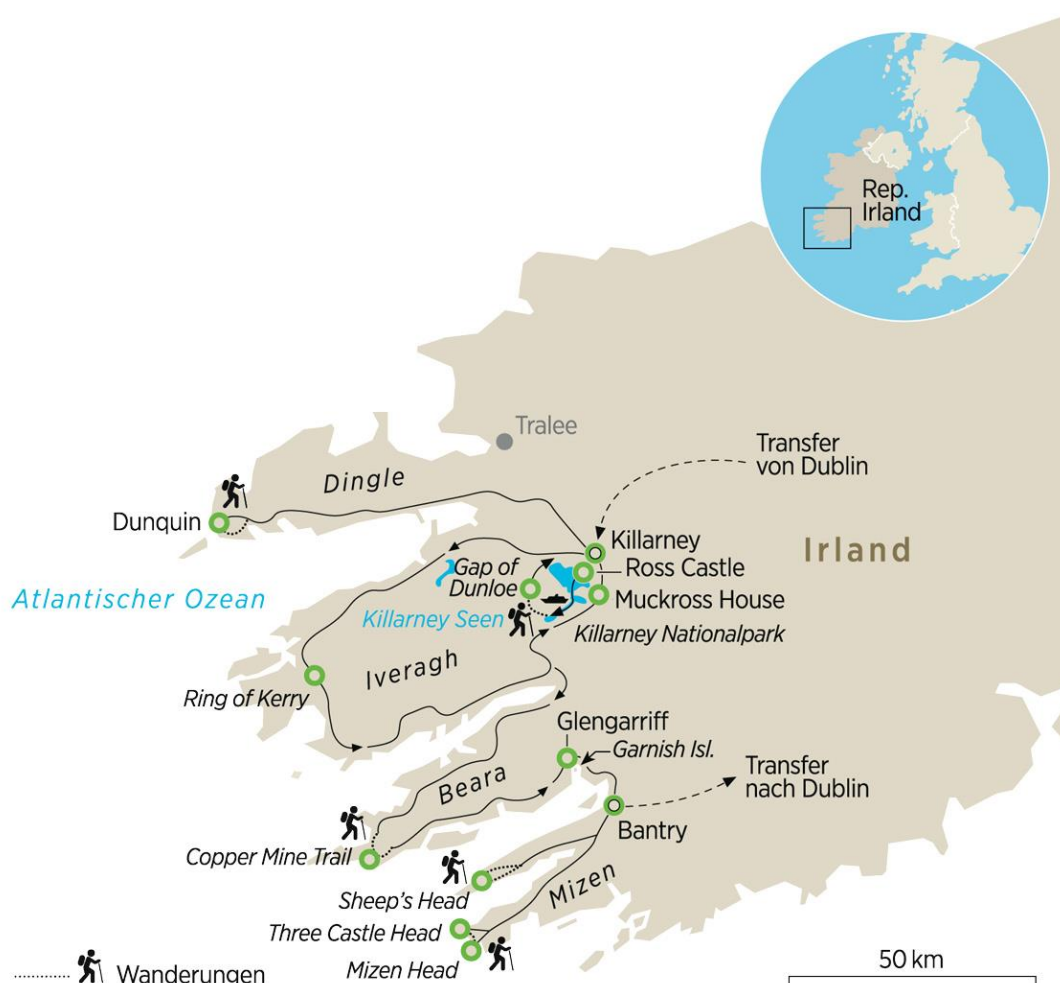 Rep.
Irland
Tralee
Transfer
von Dublin
Dingle
Dunquin
Killarney
Irland
Gap of
Dunloe
Ross Castle
Atlantischer Ozean
Muckross House
Killarney Seen
Killarney Nationalpark
Iveragh
Ring of Kerry
Glengarriff
Garnish Isl.
Beara
Transfer
nach Dublin
Bantry
Copper Mine Trail
Mizen
Sheep's Head
Three Castle Head
Mizen Head
Wanderungen
50 km